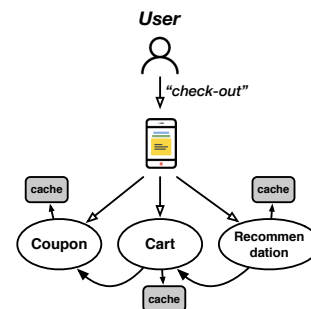 User
“check-out”
cache
cache
Coupon
Cart
Recommen
dation
cache